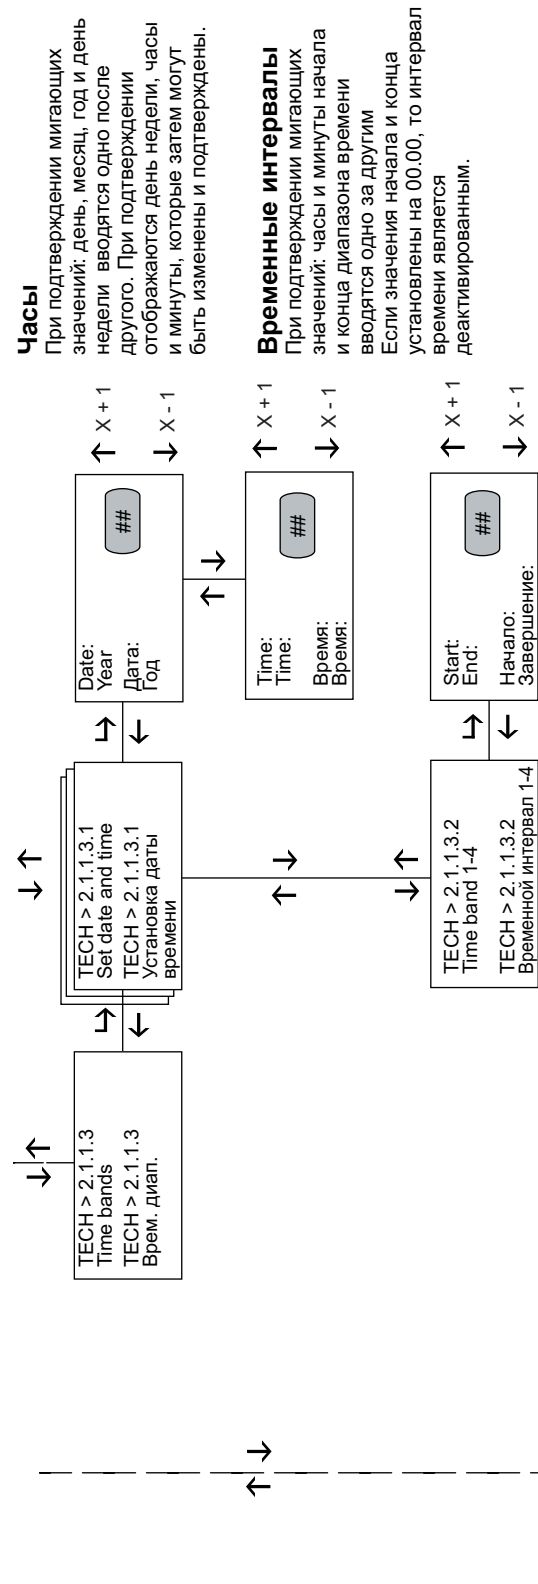 TECH > 2.1.1.3
Time bands
TECH > 2.1.1.3
Врем. диап.
TECH > 2.1.1.3.1
Set date and time
TECH > 2.1.1.3.1
Установка даты
времени
Date:
Year
Дата:
Год
##
X + 1
X - 1
Часы
При подтверждении мигающих
значений: день, месяц, год и день
недели вводятся одно после
другого. При подтверждении
отображаются день недели, часы
и минуты, которые затем могут
быть изменены и подтверждены.
Time:
Time:
Время:
Время:
##
X + 1
X - 1
Временные интервалы
При подтверждении мигающих
значений: часы и минуты начала
и конца диапазона времени
вводятся одно за другим
Если значения начала и конца
установлены на 00.00, то интервал
времени является
деактивированным.
TECH > 2.1.1.3.2
Time band 1-4
TECH > 2.1.1.3.2
Временной интервал 1-4
Start:
End:
Начало:
Завершение:
##
X + 1
X - 1